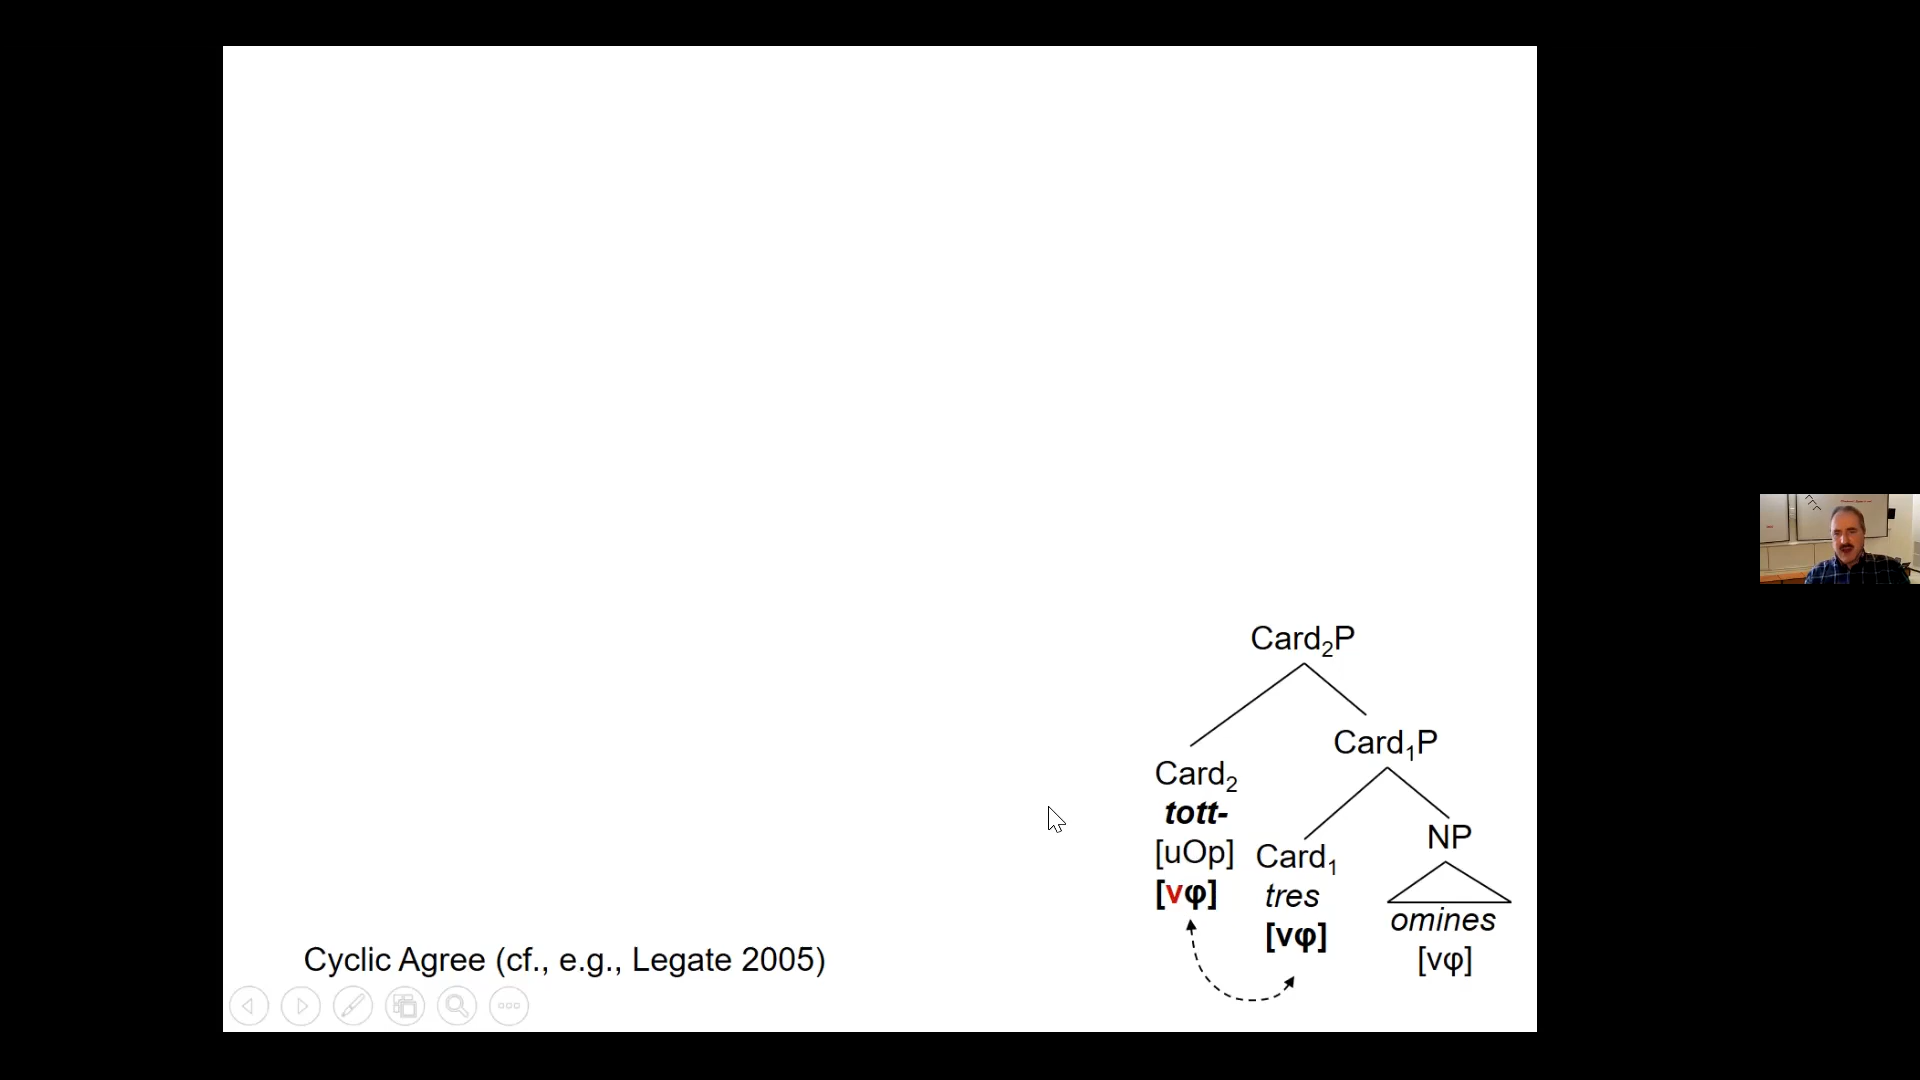 Card₂P
Card₁P
Card₂
tott-
[uOp]
[vφ]
Card₁
tres
[vφ]
NP
omines
[vφ]
Cyclic Agree (cf., e.g., Legate 2005)